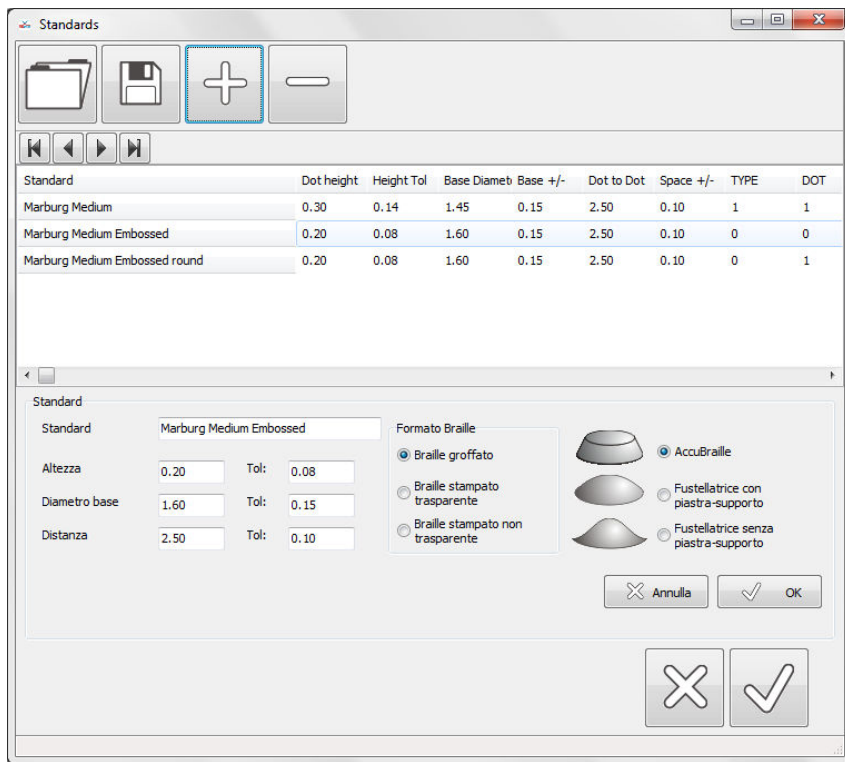 Standards
Standard Dot height Height Tol Base Diamet Base +/- Dot to Dot Space +/- TYPE DOT
Marburg Medium 0.30 0.14 1.45 0.15 2.50 0.10 1 1
Marburg Medium Embossed 0.20 0.08 1.60 0.15 2.50 0.10 0 0
Marburg Medium Embossed round 0.20 0.08 1.60 0.15 2.50 0.10 0 1
Standard
Standard Marburg Medium Embossed
Altezza 0.20 Tol: 0.08
Diametro base 1.60 Tol: 0.15
Distanza 2.50 Tol: 0.10
Formato Braille
Braille groffato
Braille stampato
trasparente
Braille stampato non
trasparente
AccuBraille
Fustellatrice con
piastra-supporto
Fustellatrice senza
piastra-supporto
Annulla OK